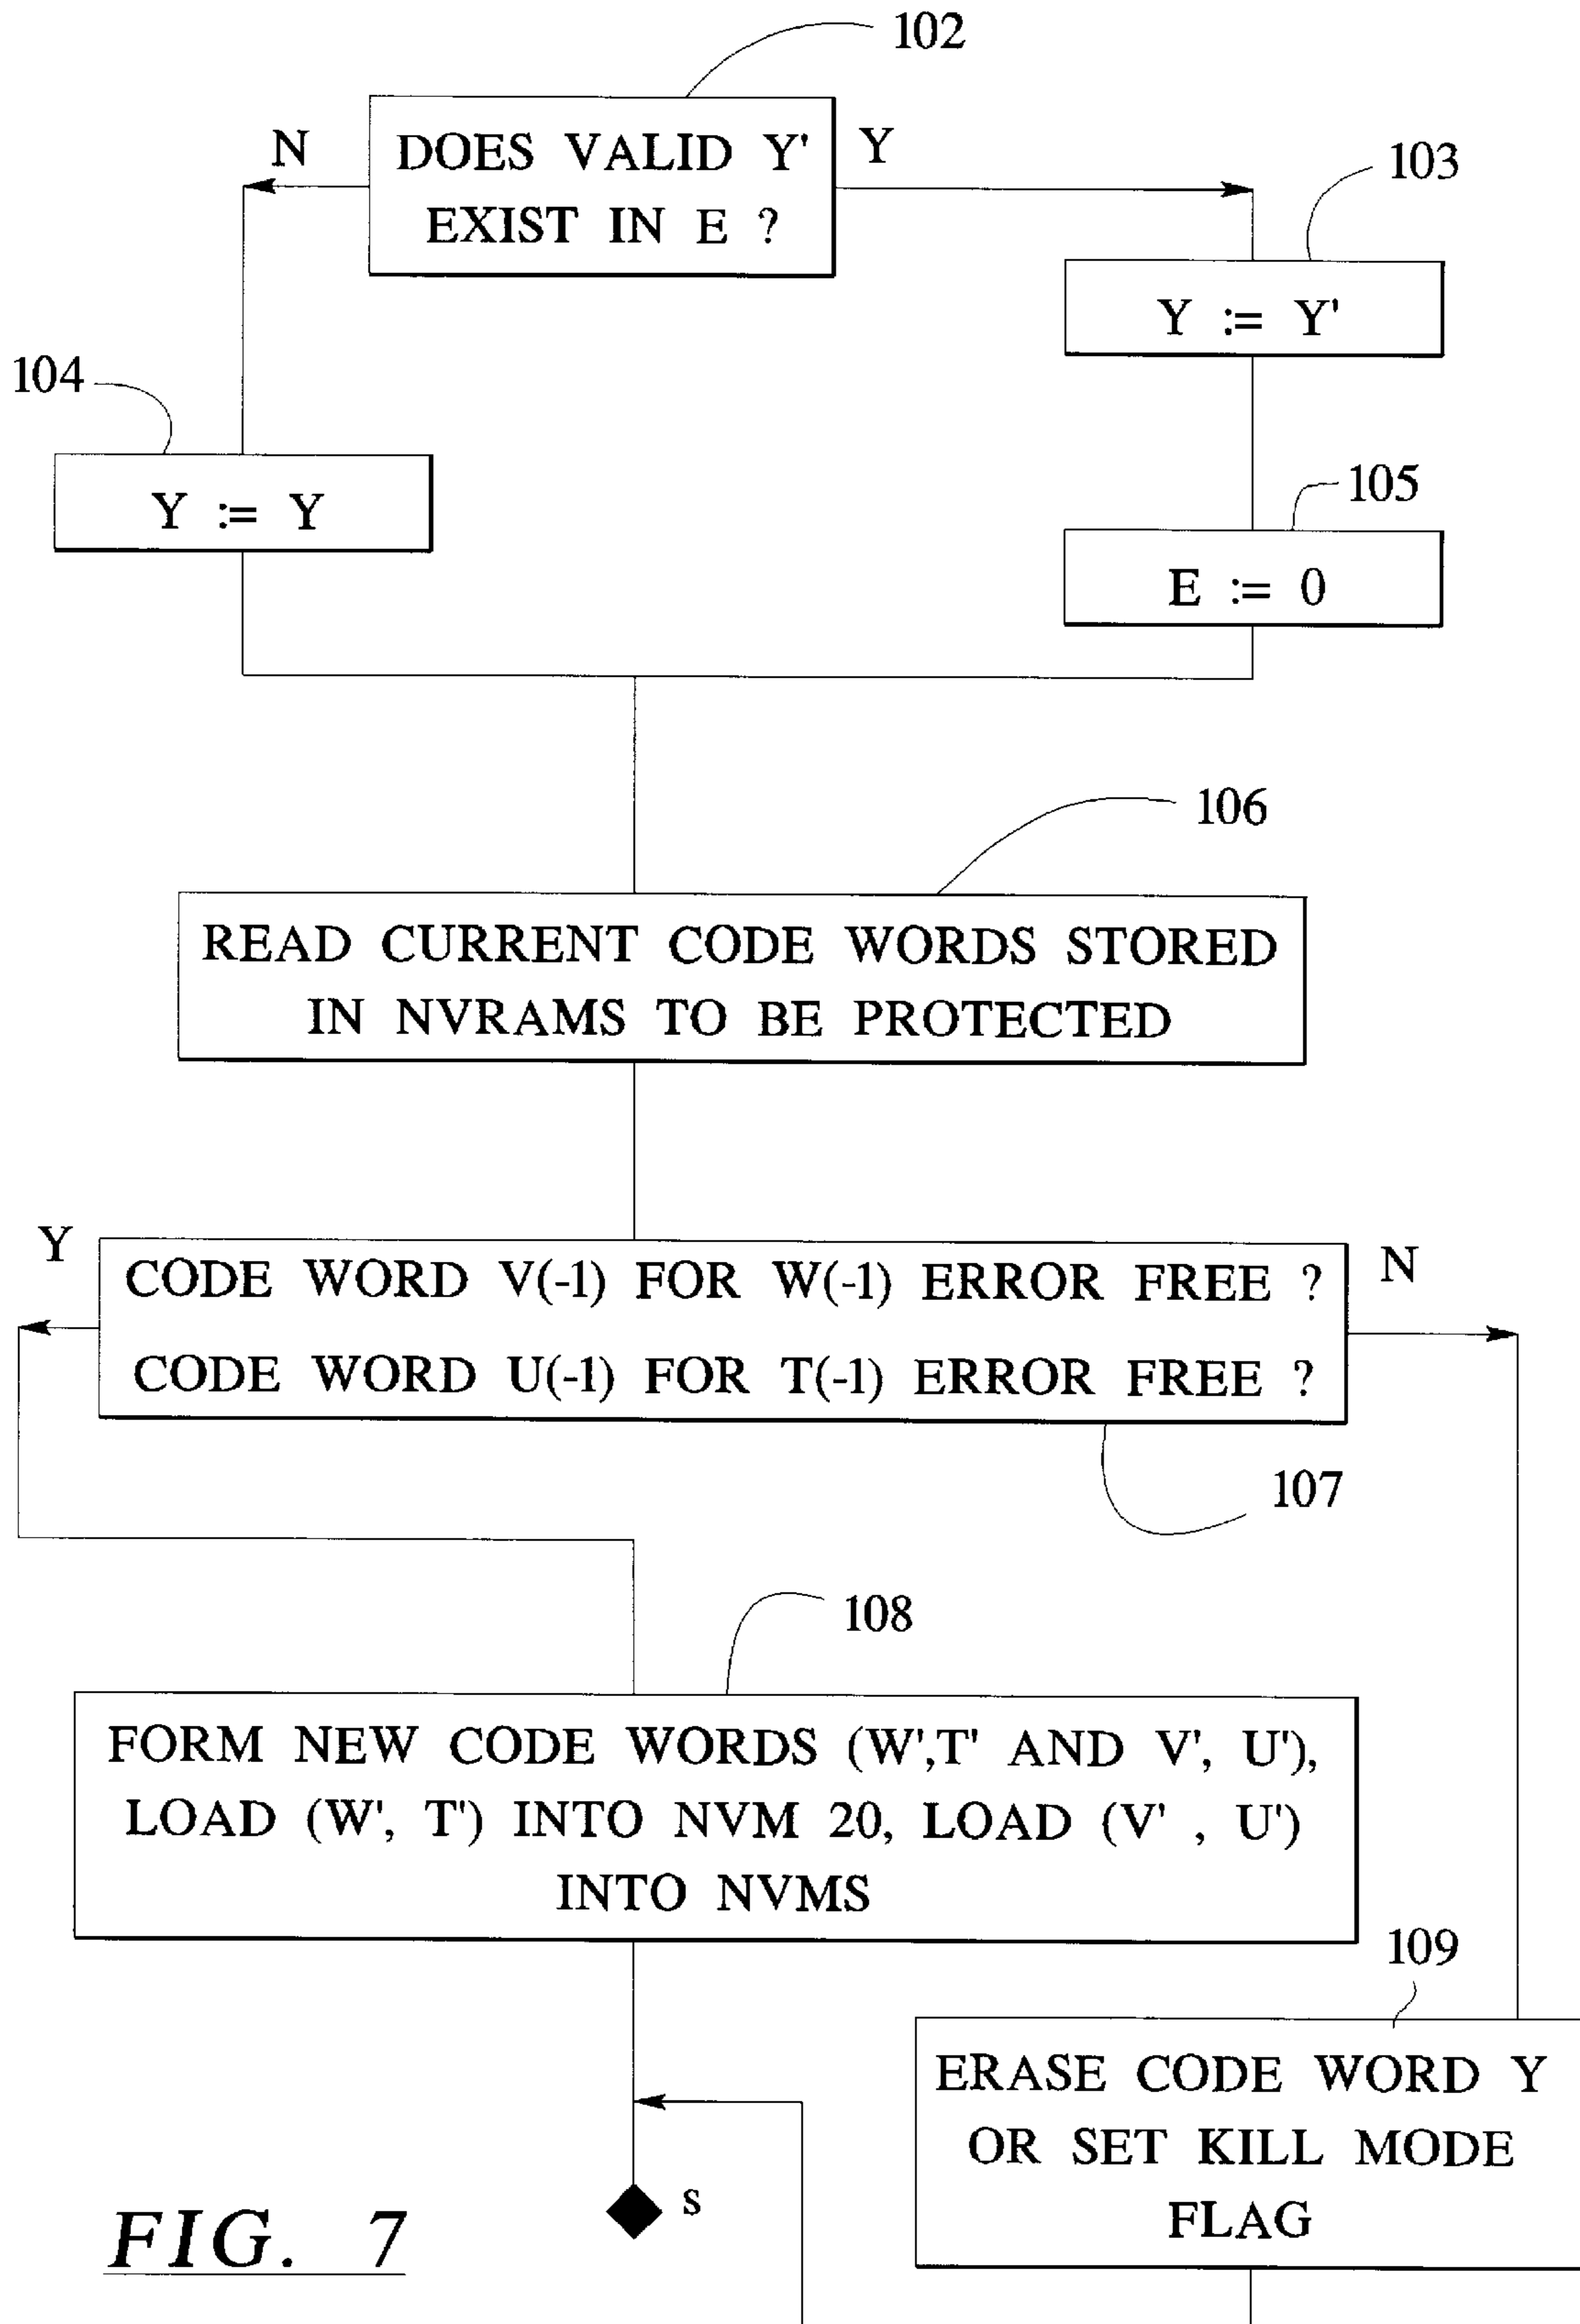 102
N
DOES VALID Y'
EXIST IN E ?
Y
103
Y := Y'
104
Y := Y
105
E := 0
106
READ CURRENT CODE WORDS STORED
IN NVRAMS TO BE PROTECTED
Y
CODE WORD V(-1) FOR W(-1) ERROR FREE ?
CODE WORD U(-1) FOR T(-1) ERROR FREE ?
N
107
108
FORM NEW CODE WORDS (W',T' AND V', U'),
LOAD (W', T') INTO NVM 20, LOAD (V' , U')
INTO NVMS
109
ERASE CODE WORD Y
OR SET KILL MODE
FLAG
s
FIG. 7